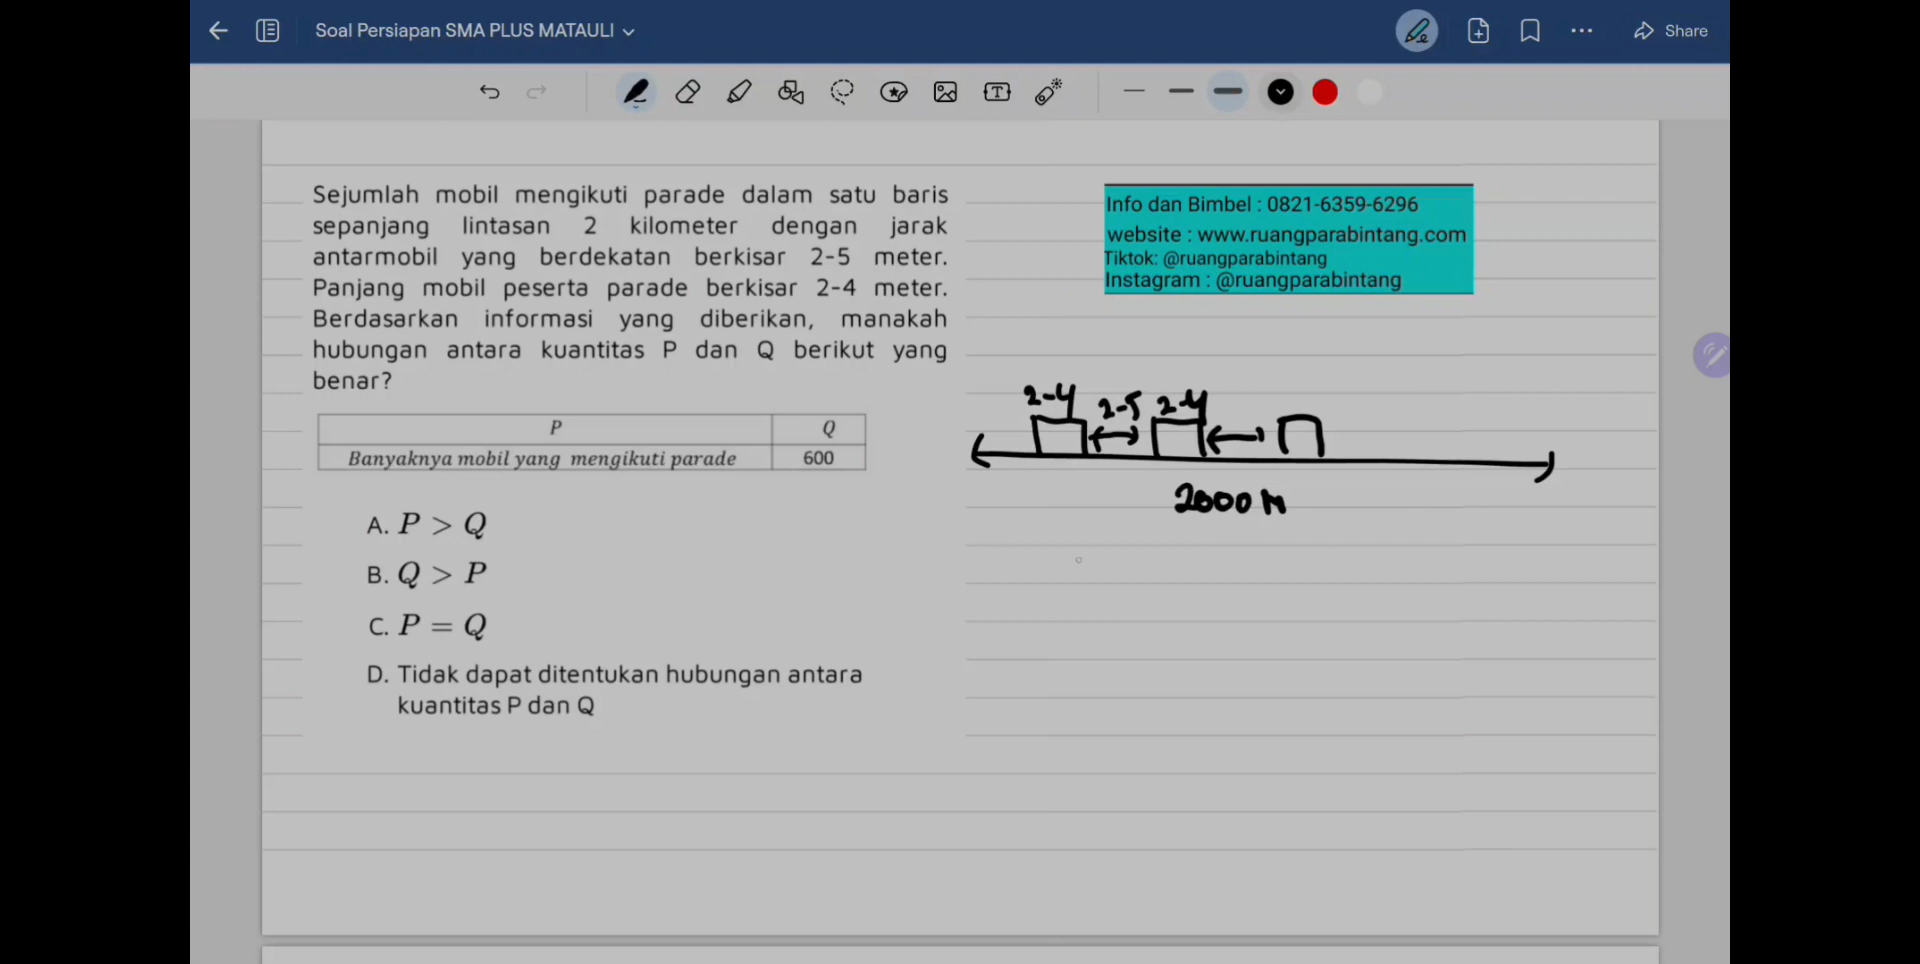 Soal Persiapan SMA PLUS MATAULI
Share
Sejumlah mobil mengikuti parade dalam satu baris
sepanjang lintasan 2 kilometer dengan jarak
antarmobil yang berdekatan berkisar 2-5 meter.
Panjang mobil peserta parade berkisar 2-4 meter.
Berdasarkan informasi yang diberikan, manakah
hubungan antara kuantitas P dan Q berikut yang
benar?
P Q
Banyaknya mobil yang mengikuti parade 600
A. P > Q
B. Q > P
C. P = Q
D. Tidak dapat ditentukan hubungan antara
kuantitas P dan Q
Info dan Bimbel : 0821-6359-6296
website : www.ruangparabintang.com
Tiktok: @ruangparabintang
Instagram : @ruangparabintang
2-4 2-5 2-4
2000 M